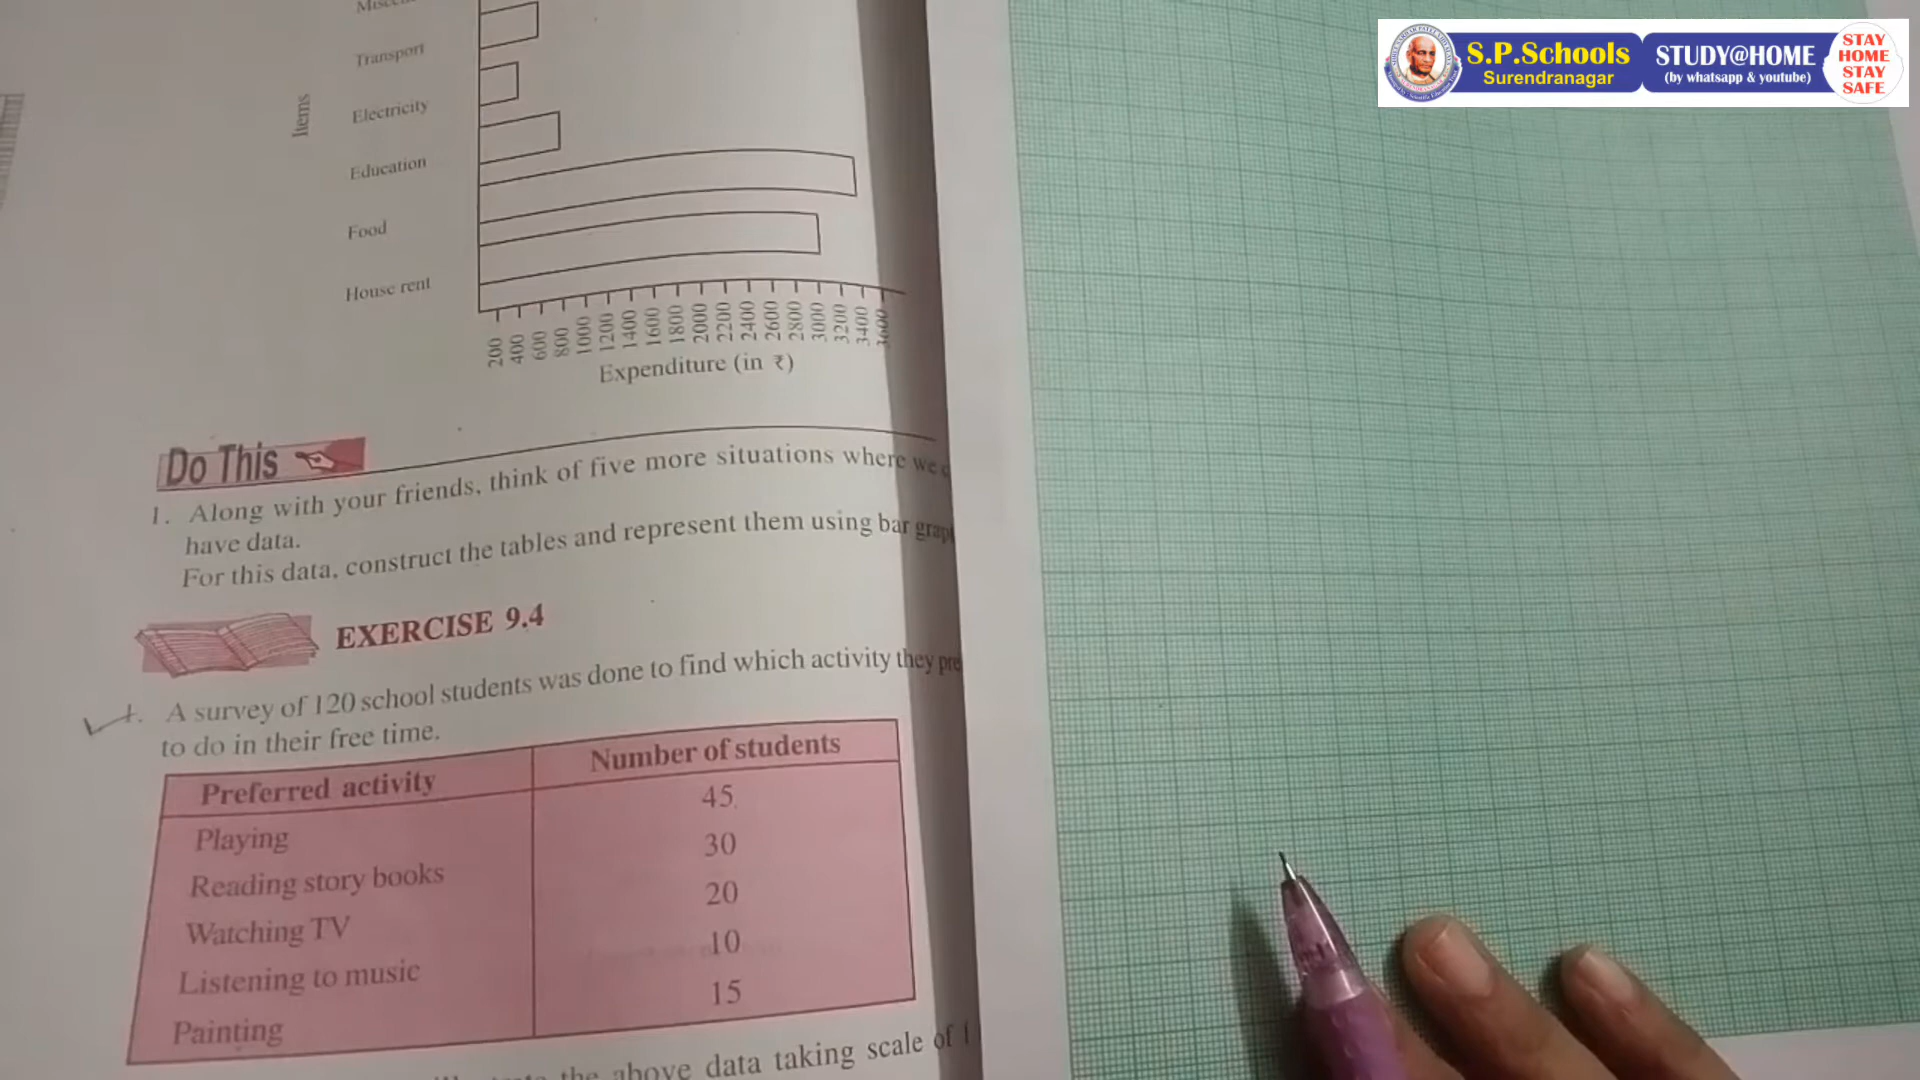 S.P.Schools
Surendranagar
STUDY@HOME
(by whatsapp & youtube)
STAY
HOME
STAY
SAFE
Transport
Electricity
Education
Food
House rent
Items
200
400
600
800
1000
1200
1400
1600
1800
2000
2200
2400
2600
2800
3000
3200
3400
3600
Expenditure (in ₹)
Do This
1. Along with your friends, think of five more situations where we
have data.
For this data, construct the tables and represent them using bar
EXERCISE 9.4
A survey of 120 school students was done to find which activity they
to do in their free time.
Preferred activity Number of students
Playing 45
Reading story books 30
Watching TV 20
Listening to music 10
Painting 15
the above data taking scale of 1